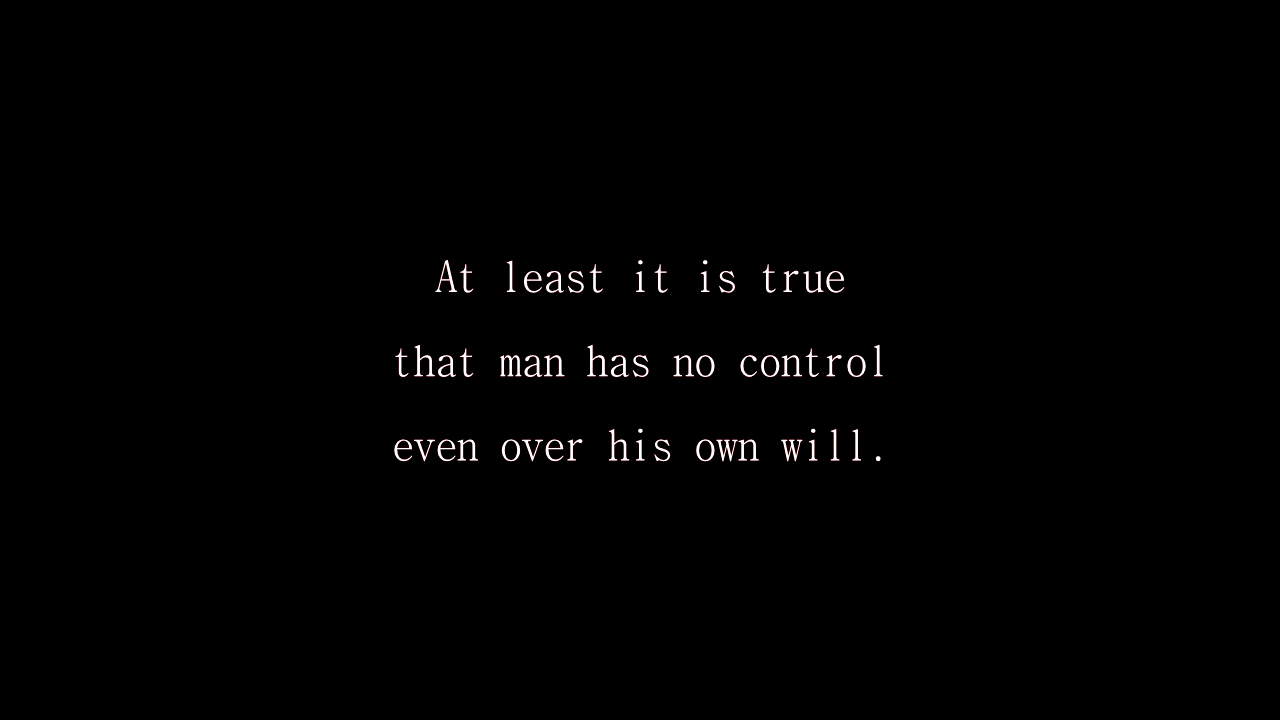 At least it is true
that man has no control
even over his own will.